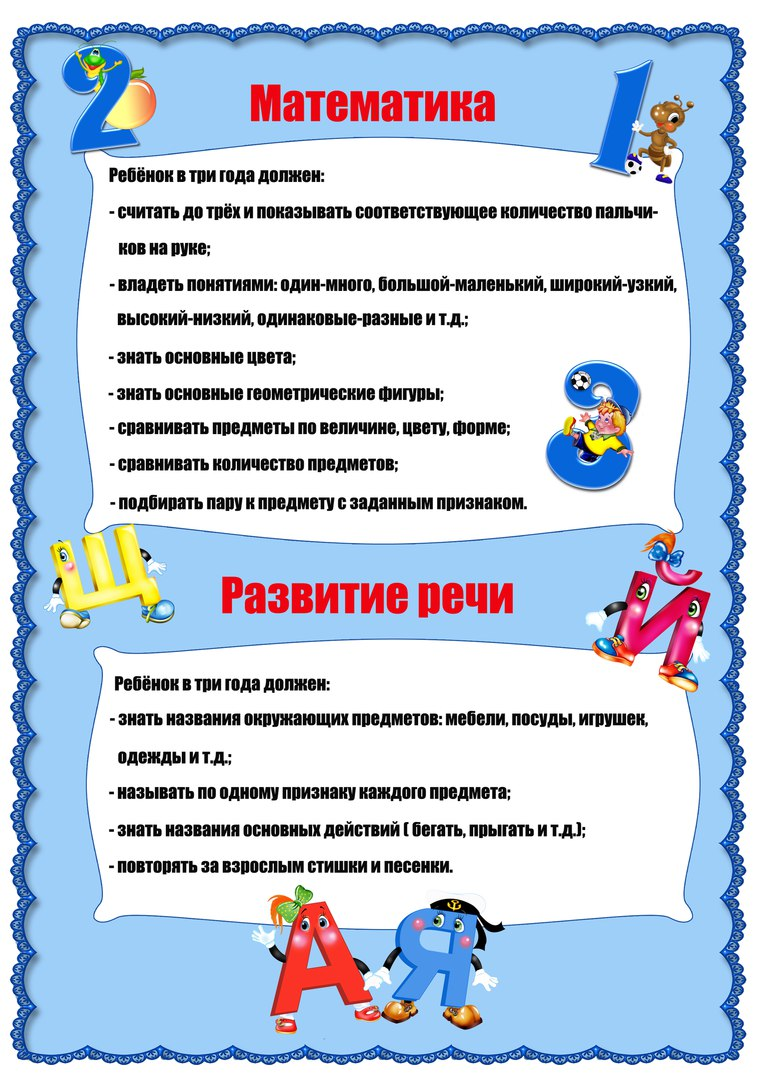 2
1
Математика
Ребёнок в три года должен:
- считать до трёх и показывать соответствующее количество пальчи-
ков на руке;
- владеть понятиями: один-много, большой-маленький, широкий-узкий,
высокий-низкий, одинаковые-разные и т.д.;
- знать основные цвета;
- знать основные геометрические фигуры;
- сравнивать предметы по величине, цвету, форме;
- сравнивать количество предметов;
3
- подбирать пару к предмету с заданным признаком.
Щ
Й
Развитие речи
Ребёнок в три года должен:
- знать названия окружающих предметов: мебели, посуды, игрушек,
одежды и т.д.;
- называть по одному признаку каждого предмета;
- знать названия основных действий ( бегать, прыгать и т.д.);
- повторять за взрослым стишки и песенки.
А Я